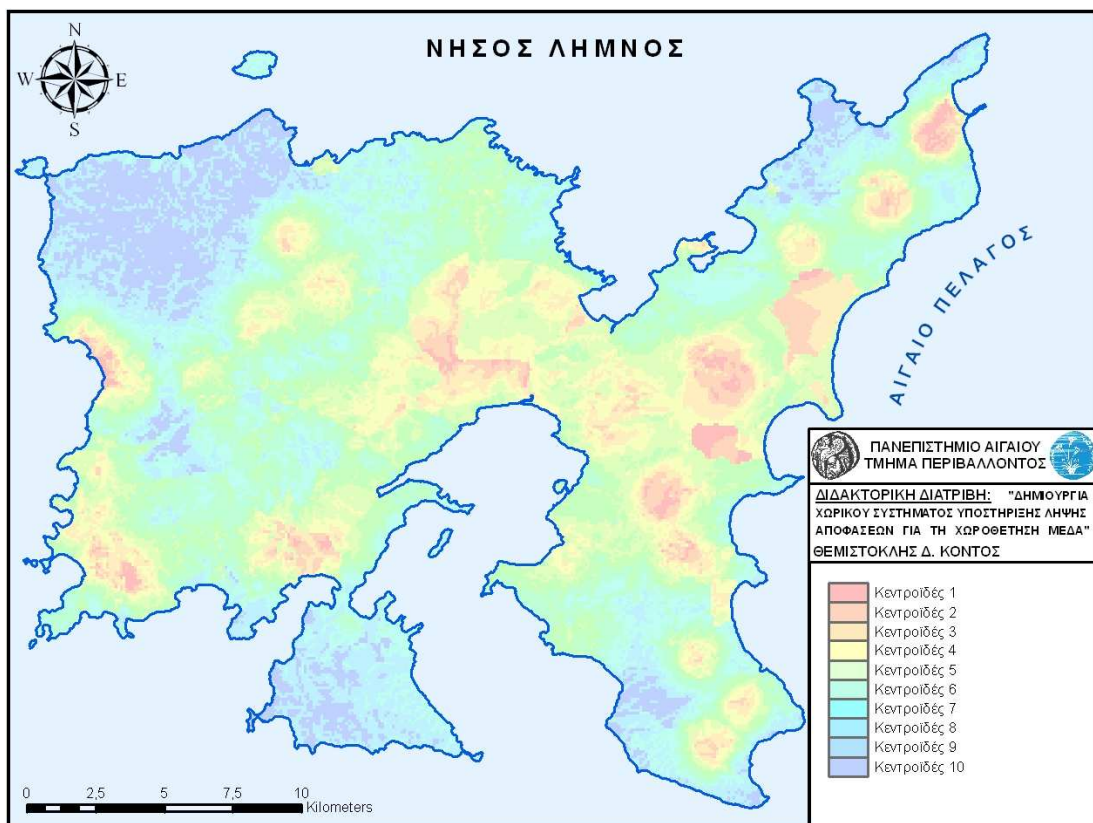 ΝΗΣΟΣ ΛΗΜΝΟΣ
N
W E
S
ΑΙΓΑΙΟ ΠΕΛΑΓΟΣ
ΠΑΝΕΠΙΣΤΗΜΙΟ ΑΙΓΑΙΟΥ
ΤΜΗΜΑ ΠΕΡΙΒΑΛΛΟΝΤΟΣ
ΔΙΔΑΚΤΟΡΙΚΗ ΔΙΑΤΡΙΒΗ: "ΔΗΜΙΟΥΡΓΙΑ
ΧΩΡΙΚΟΥ ΣΥΣΤΗΜΑΤΟΣ ΥΠΟΣΤΗΡΙΞΗΣ ΛΗΨΗΣ
ΑΠΟΦΑΣΕΩΝ ΓΙΑ ΤΗ ΧΩΡΟΘΕΤΗΣΗ ΜΕΔΑ"
ΘΕΜΙΣΤΟΚΛΗΣ Δ. ΚΟΝΤΟΣ
Κεντροϊδές 1
Κεντροϊδές 2
Κεντροϊδές 3
Κεντροϊδές 4
Κεντροϊδές 5
Κεντροϊδές 6
Κεντροϊδές 7
Κεντροϊδές 8
Κεντροϊδές 9
Κεντροϊδές 10
0 2,5 5 7,5 10
Kilometers